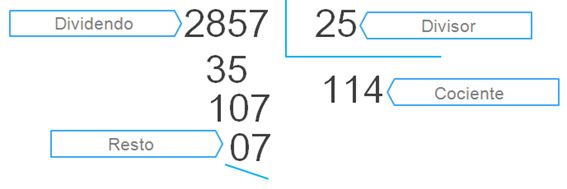 Dividendo 2857 25 Divisor
35
114 Cociente
107
Resto 07